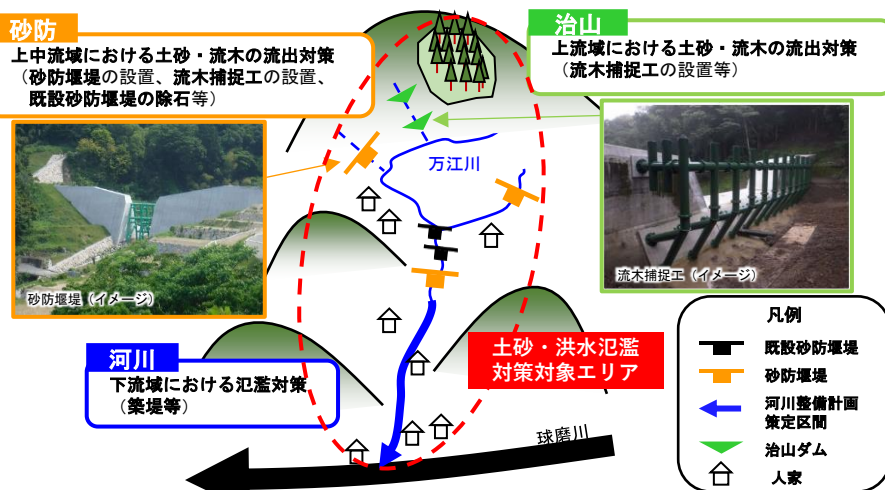 砂防
上中流域における土砂・流木の流出対策
（砂防堰堤の設置、流木捕捉工の設置、
既設砂防堰堤の除石等）
治山
上流域における土砂・流木の流出対策
（流木捕捉工の設置等）
万江川
砂防堰堤（イメージ）
流木捕捉工（イメージ）
河川
下流域における氾濫対策
（築堤等）
土砂・洪水氾濫
対策対象エリア
球磨川
凡例
既設砂防堰堤
砂防堰堤
河川整備計画
策定区間
治山ダム
人家